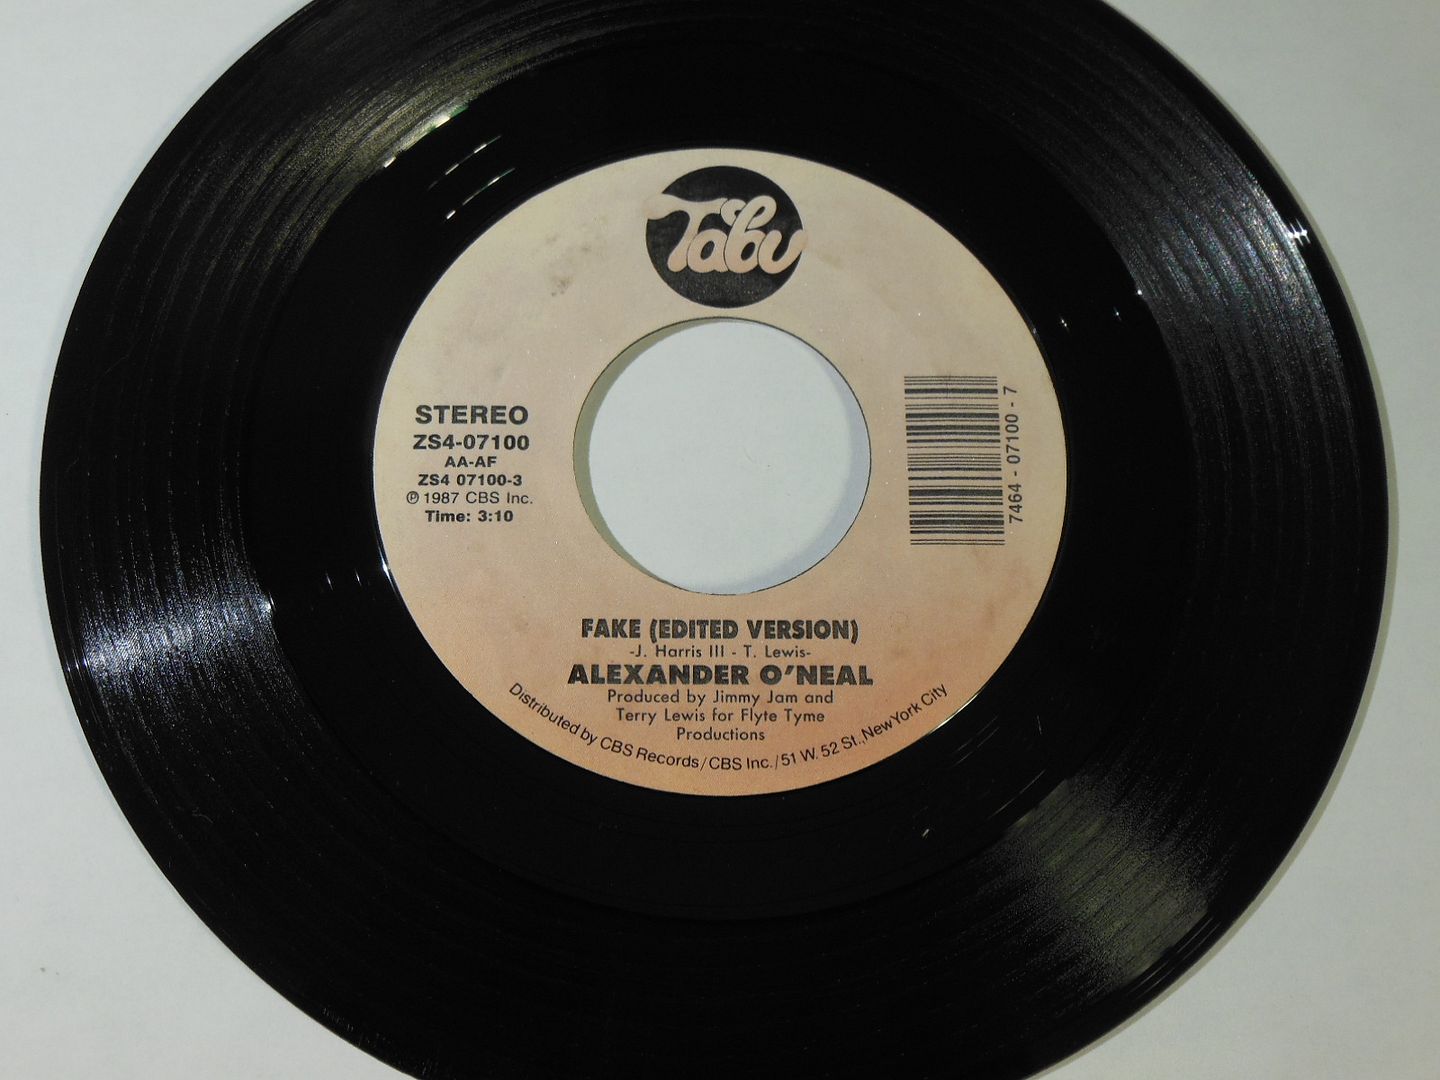 Tabu
STEREO
ZS4-07100
AA-AF
ZS4 07100-3
℗ 1987 CBS Inc.
Time: 3:10
7464 - 07100 - 7
FAKE (EDITED VERSION)
-J. Harris III - T. Lewis-
ALEXANDER O'NEAL
Produced by Jimmy Jam and
Terry Lewis for Flyte Tyme
Productions
Distributed by CBS Records/CBS Inc./51 W. 52 St., New York City